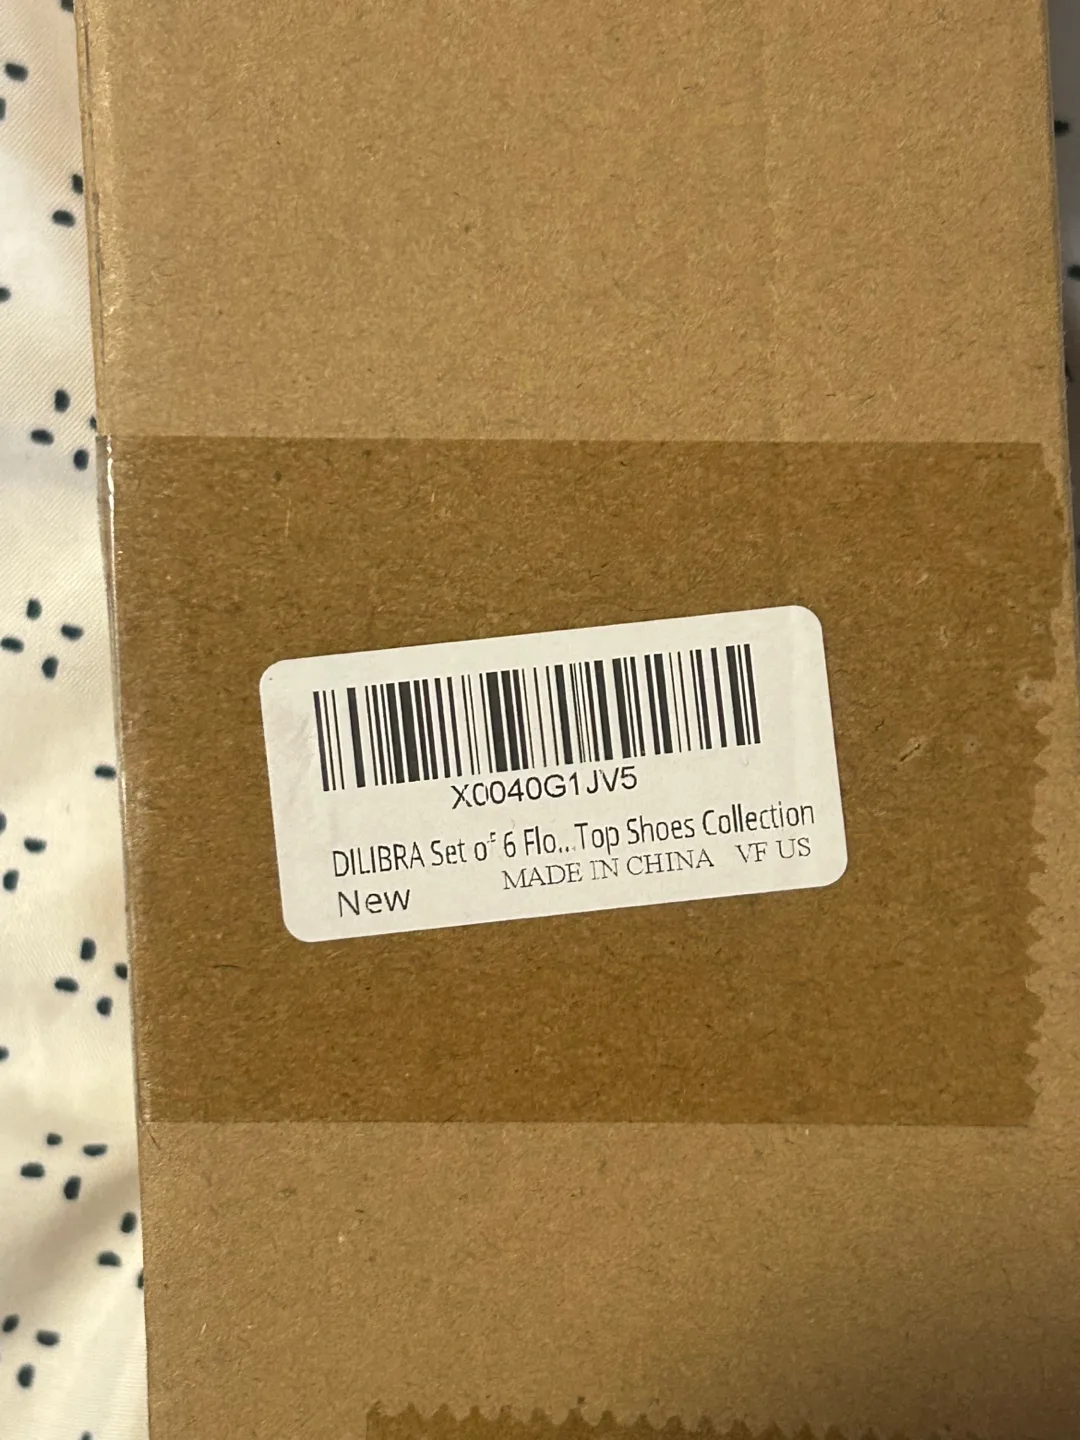 X0040G1JV5
DILIBRA Set of 6 Flo...Top Shoes Collection
New MADE IN CHINA VF US